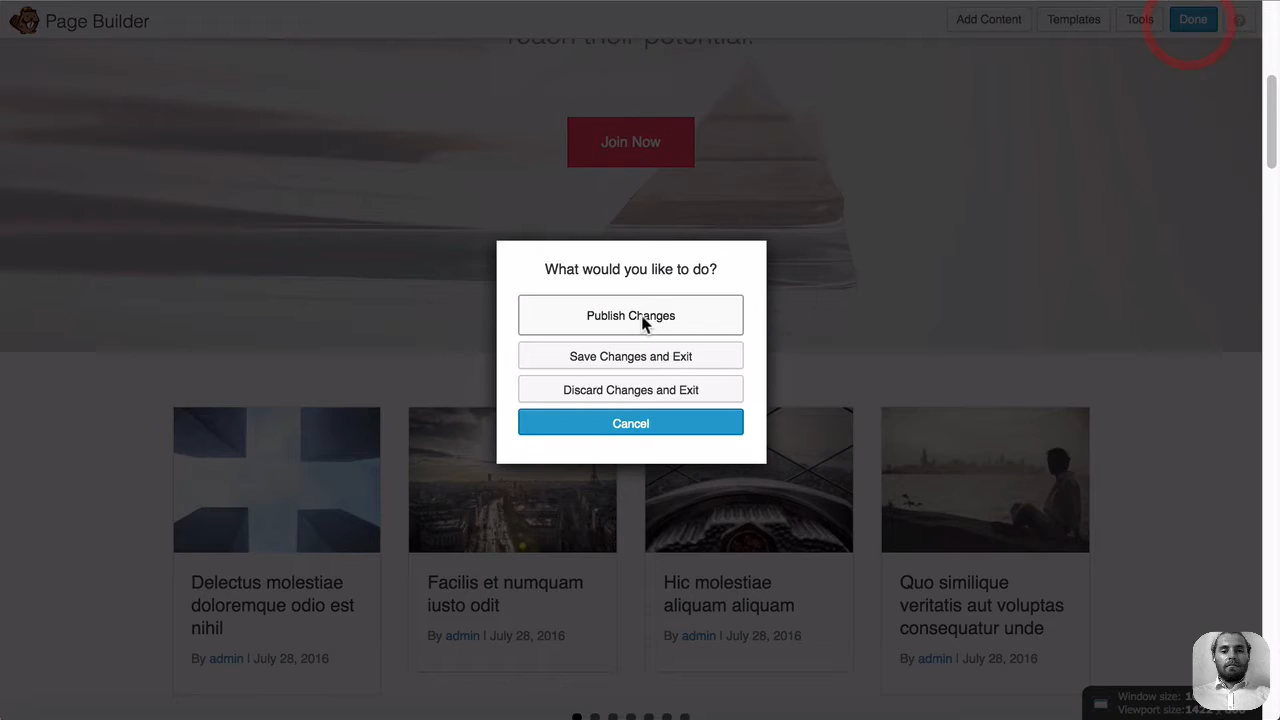 Page Builder
Add Content
Templates
Tools
Done
reach their potential.
Join Now
What would you like to do?
Publish Changes
Save Changes and Exit
Discard Changes and Exit
Cancel
Delectus molestiae
doloremque odio est
nihil
By admin | July 28, 2016
Facilis et numquam
iusto odit
By admin | July 28, 2016
Hic molestiae
aliquam aliquam
By admin | July 28, 2016
Quo similique
veritatis aut voluptas
consequatur unde
By admin | July 28, 2016
Window size:
Viewport size: